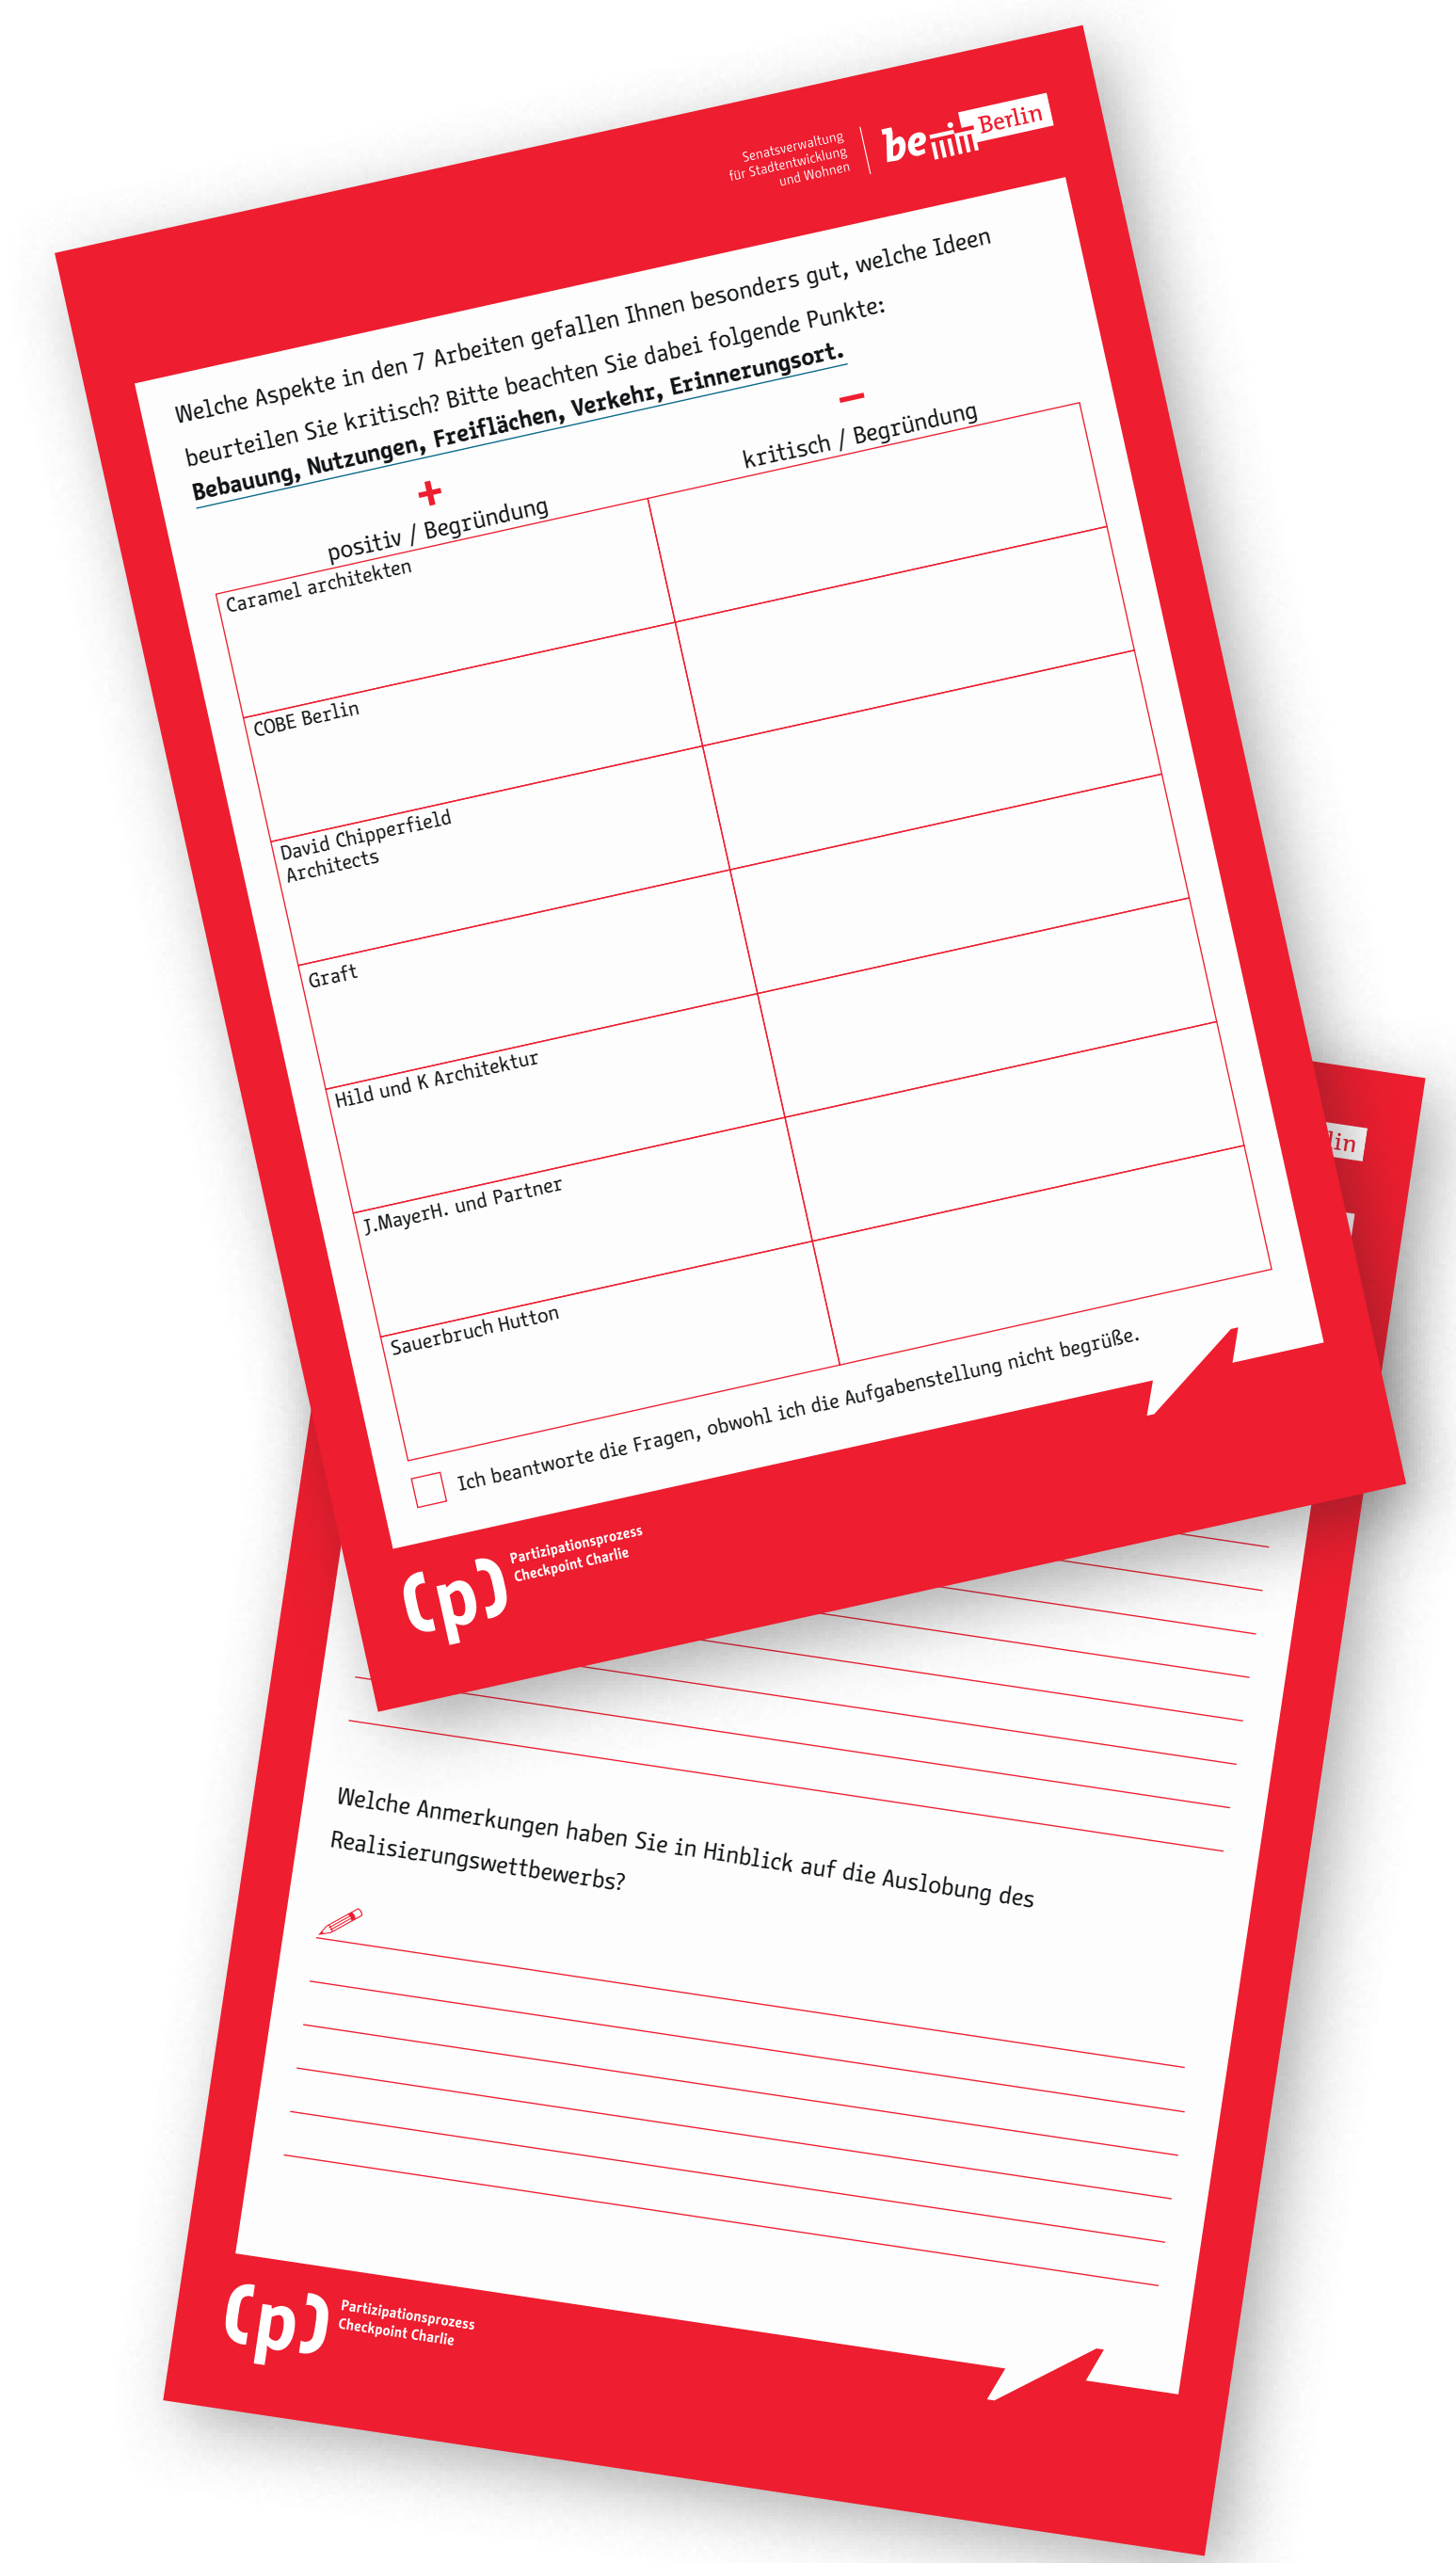 Senatsverwaltung
für Stadtentwicklung
und Wohnen
be Berlin
Welche Aspekte in den 7 Arbeiten gefallen Ihnen besonders gut, welche Ideen
beurteilen Sie kritisch? Bitte beachten Sie dabei folgende Punkte:
Bebauung, Nutzungen, Freiflächen, Verkehr, Erinnerungsort.
+
positiv / Begründung
–
kritisch / Begründung
Caramel architekten
COBE Berlin
David Chipperfield
Architects
Graft
Hild und K Architektur
J.MayerH. und Partner
Sauerbruch Hutton
Ich beantworte die Fragen, obwohl ich die Aufgabenstellung nicht begrüße.
(p)
Partizipationsprozess
Checkpoint Charlie
lin
Welche Anmerkungen haben Sie in Hinblick auf die Auslobung des
Realisierungswettbewerbs?
(p)
Partizipationsprozess
Checkpoint Charlie